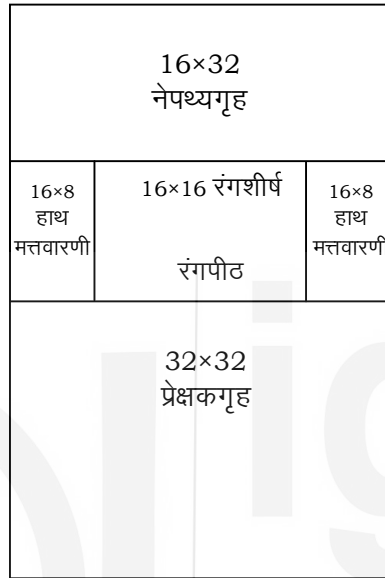 16×32
नेपथ्यगृह
16×8
हाथ
मत्तवारणी
16×16 रंगशीर्ष
रंगपीठ
16×8
हाथ
मत्तवारणी
32×32
प्रेक्षकगृह